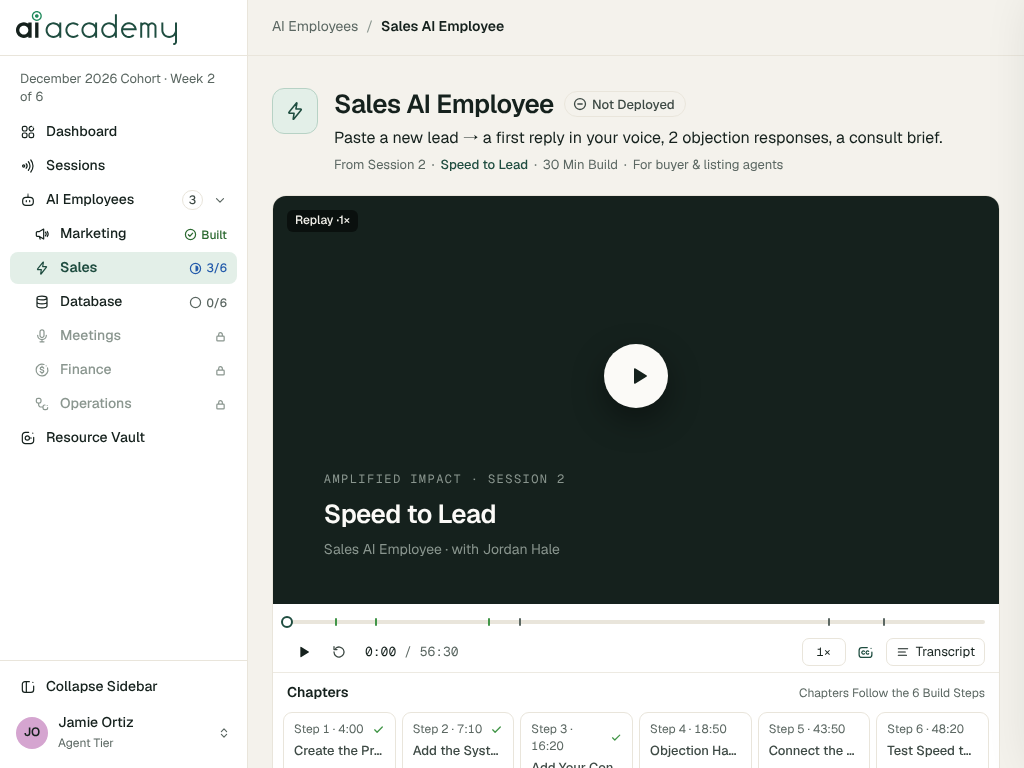 ai academy
AI Employees / Sales AI Employee
December 2026 Cohort · Week 2
of 6
Dashboard
Sessions
AI Employees 3
Marketing Built
Sales 3/6
Database 0/6
Meetings
Finance
Operations
Resource Vault
Collapse Sidebar
JO
Jamie Ortiz
Agent Tier
Sales AI Employee Not Deployed
Paste a new lead → a first reply in your voice, 2 objection responses, a consult brief.
From Session 2 · Speed to Lead · 30 Min Build · For buyer & listing agents
Replay ·1×
AMPLIFIED IMPACT · SESSION 2
Speed to Lead
Sales AI Employee · with Jordan Hale
0:00 / 56:30
1×
CC
Transcript
Chapters
Chapters Follow the 6 Build Steps
Step 1 · 4:00
Create the Pr…
Step 2 · 7:10
Add the Syst…
Step 3 ·
16:20
Add Your Con…
Step 4 · 18:50
Objection Ha…
Step 5 · 43:50
Connect the …
Step 6 · 48:20
Test Speed t…